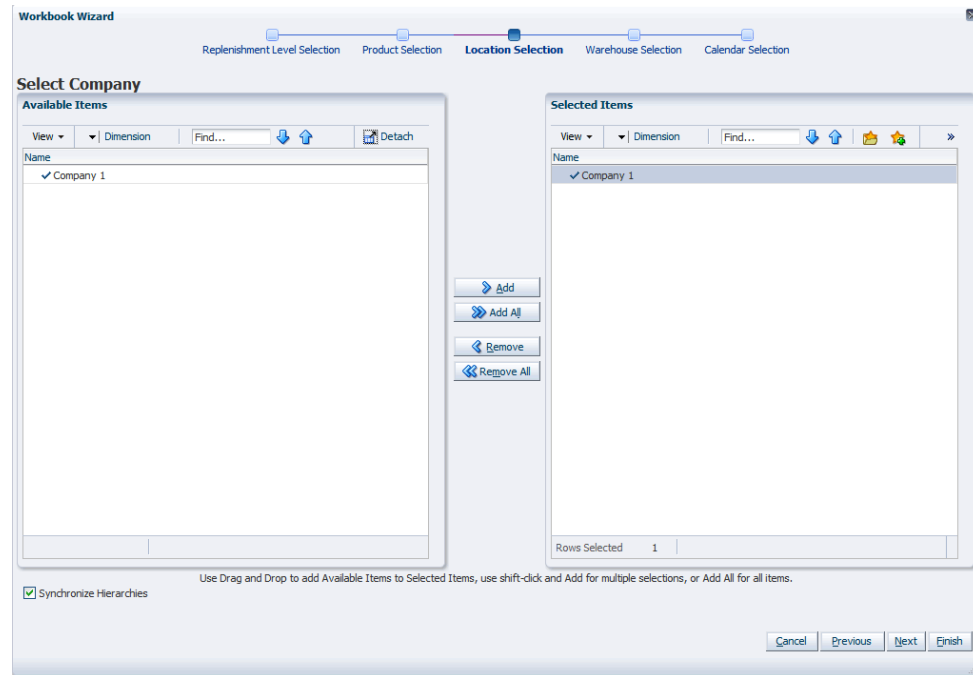 Workbook Wizard
Replenishment Level Selection Product Selection Location Selection Warehouse Selection Calendar Selection
Select Company
Available Items
View Dimension Find... Detach
Name
Company 1
Add
Add All
Remove
Remove All
Selected Items
View Dimension Find... »
Name
Company 1
Rows Selected 1
Use Drag and Drop to add Available Items to Selected Items, use shift-click and Add for multiple selections, or Add All for all items.
Synchronize Hierarchies
Cancel Previous Next Finish